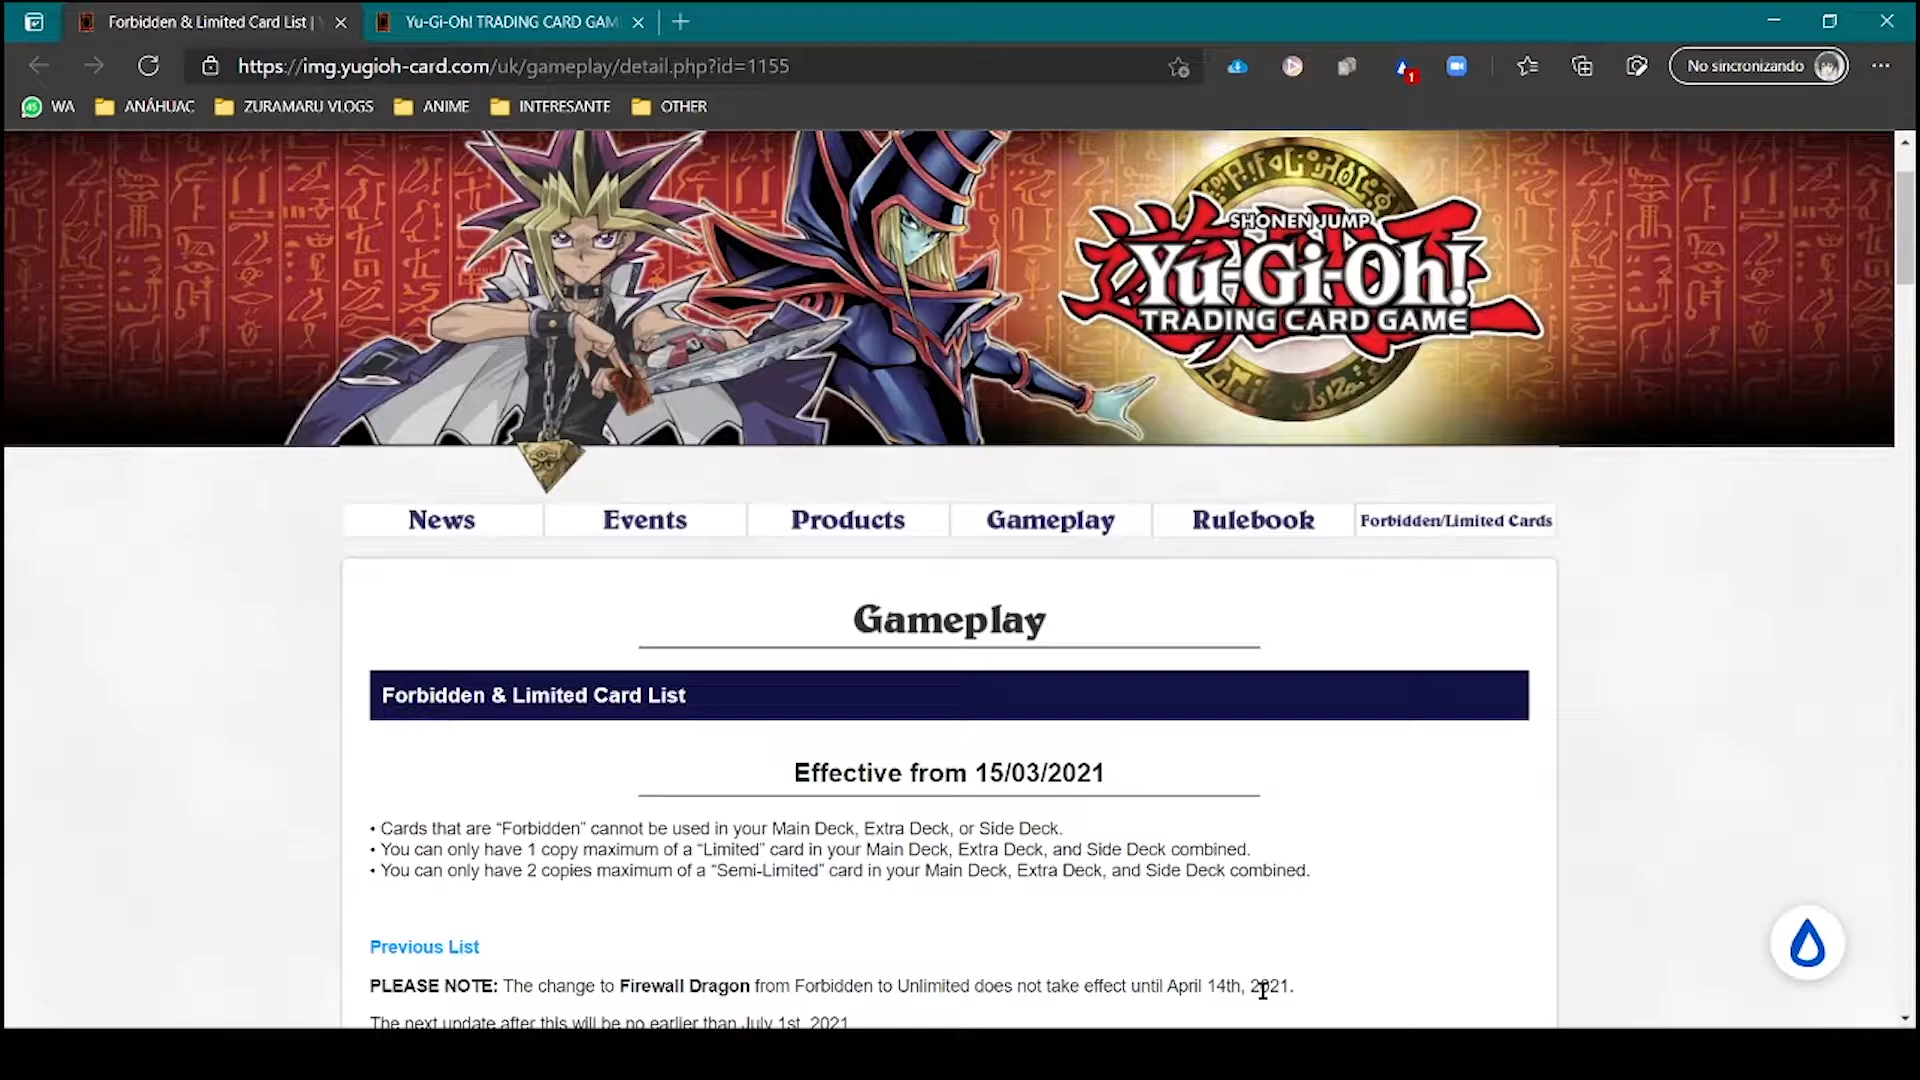 Forbidden & Limited Card List |
Yu-Gi-Oh! TRADING CARD GAM
https://img.yugioh-card.com/uk/gameplay/detail.php?id=1155
1
No sincronizando
45
WA
ANÁHUAC
ZURAMARU VLOGS
ANIME
INTERESANTE
OTHER
SHONEN JUMP
Yu-Gi-Oh!
TRADING CARD GAME
News
Events
Products
Gameplay
Rulebook
Forbidden/Limited Cards
Gameplay
Forbidden & Limited Card List
Effective from 15/03/2021
• Cards that are “Forbidden” cannot be used in your Main Deck, Extra Deck, or Side Deck.
• You can only have 1 copy maximum of a “Limited” card in your Main Deck, Extra Deck, and Side Deck combined.
• You can only have 2 copies maximum of a “Semi-Limited” card in your Main Deck, Extra Deck, and Side Deck combined.
Previous List
PLEASE NOTE: The change to Firewall Dragon from Forbidden to Unlimited does not take effect until April 14th, 2021.
The next update after this will be no earlier than July 1st, 2021.